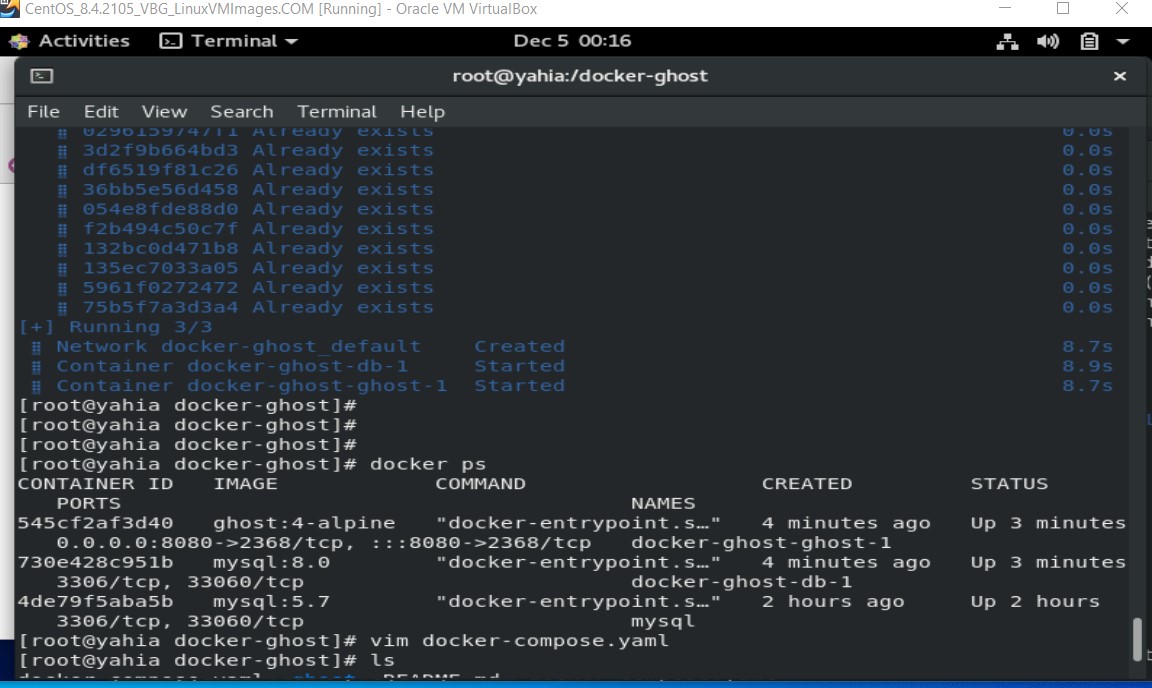 CentOS_8.4.2105_VBG_LinuxVMImages.COM [Running] - Oracle VM VirtualBox
Activities Terminal Dec 5 00:16
root@yahia:/docker-ghost
File Edit View Search Terminal Help
0296159747f1 Already exists 0.0s
3d2f9b664bd3 Already exists 0.0s
df6519f81c26 Already exists 0.0s
36bb5e56d458 Already exists 0.0s
054e8fde88d0 Already exists 0.0s
f2b494c50c7f Already exists 0.0s
132bc0d471b8 Already exists 0.0s
135ec7033a05 Already exists 0.0s
5961f0272472 Already exists 0.0s
75b5f7a3d3a4 Already exists 0.0s
[+] Running 3/3
Network docker-ghost_default Created 8.7s
Container docker-ghost-db-1 Started 8.9s
Container docker-ghost-ghost-1 Started 8.7s
[root@yahia docker-ghost]#
[root@yahia docker-ghost]#
[root@yahia docker-ghost]#
[root@yahia docker-ghost]# docker ps
CONTAINER ID IMAGE COMMAND CREATED STATUS
PORTS NAMES
545cf2af3d40 ghost:4-alpine "docker-entrypoint.s…" 4 minutes ago Up 3 minutes
0.0.0.0:8080->2368/tcp, :::8080->2368/tcp docker-ghost-ghost-1
730e428c951b mysql:8.0 "docker-entrypoint.s…" 4 minutes ago Up 3 minutes
3306/tcp, 33060/tcp docker-ghost-db-1
4de79f5aba5b mysql:5.7 "docker-entrypoint.s…" 2 hours ago Up 2 hours
3306/tcp, 33060/tcp mysql
[root@yahia docker-ghost]# vim docker-compose.yaml
[root@yahia docker-ghost]# ls
docker-compose.yaml ghost README.md